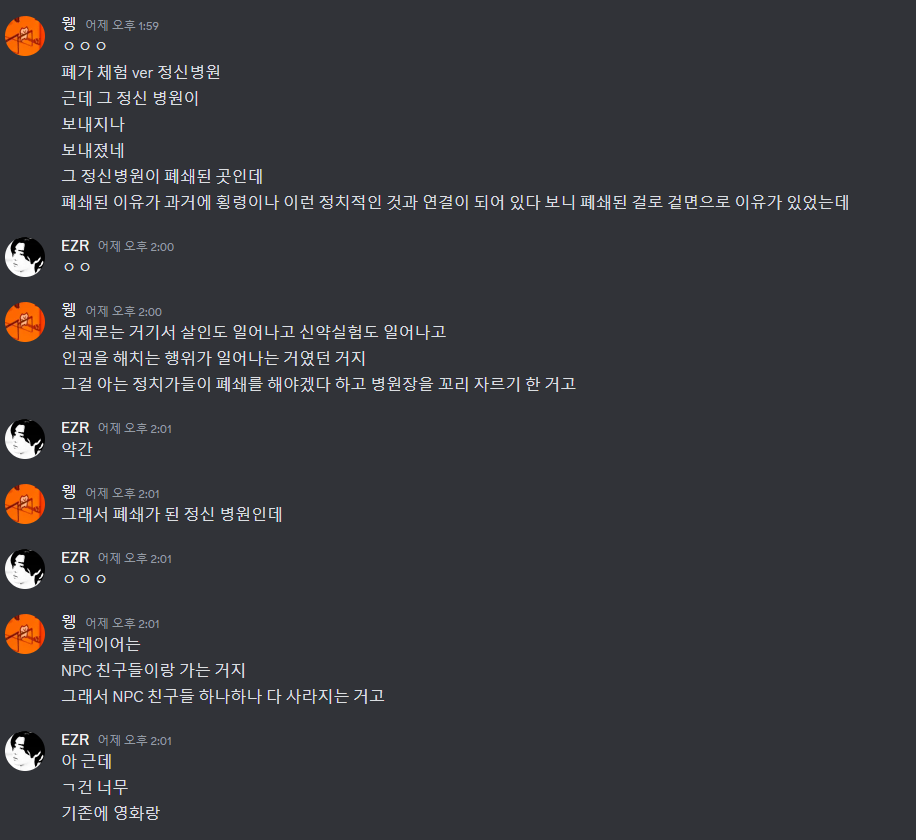 웽 어제 오후 1:59
ㅇㅇㅇ
폐가 체험 ver 정신병원
근데 그 정신 병원이
보내지나
보내졌네
그 정신병원이 폐쇄된 곳인데
폐쇄된 이유가 과거에 횡령이나 이런 정치적인 것과 연결이 되어 있다 보니 폐쇄된 걸로 겉면으로 이유가 있었는데
EZR 어제 오후 2:00
ㅇㅇ
웽 어제 오후 2:00
실제로는 거기서 살인도 일어나고 신약실험도 일어나고
인권을 해치는 행위가 일어나는 거였던 거지
그걸 아는 정치가들이 폐쇄를 해야겠다 하고 병원장을 꼬리 자르기 한 거고
EZR 어제 오후 2:01
약간
웽 어제 오후 2:01
그래서 폐쇄가 된 정신 병원인데
EZR 어제 오후 2:01
ㅇㅇㅇ
웽 어제 오후 2:01
플레이어는
NPC 친구들이랑 가는 거지
그래서 NPC 친구들 하나하나 다 사라지는 거고
EZR 어제 오후 2:01
아 근데
ㄱ건 너무
기존에 영화랑